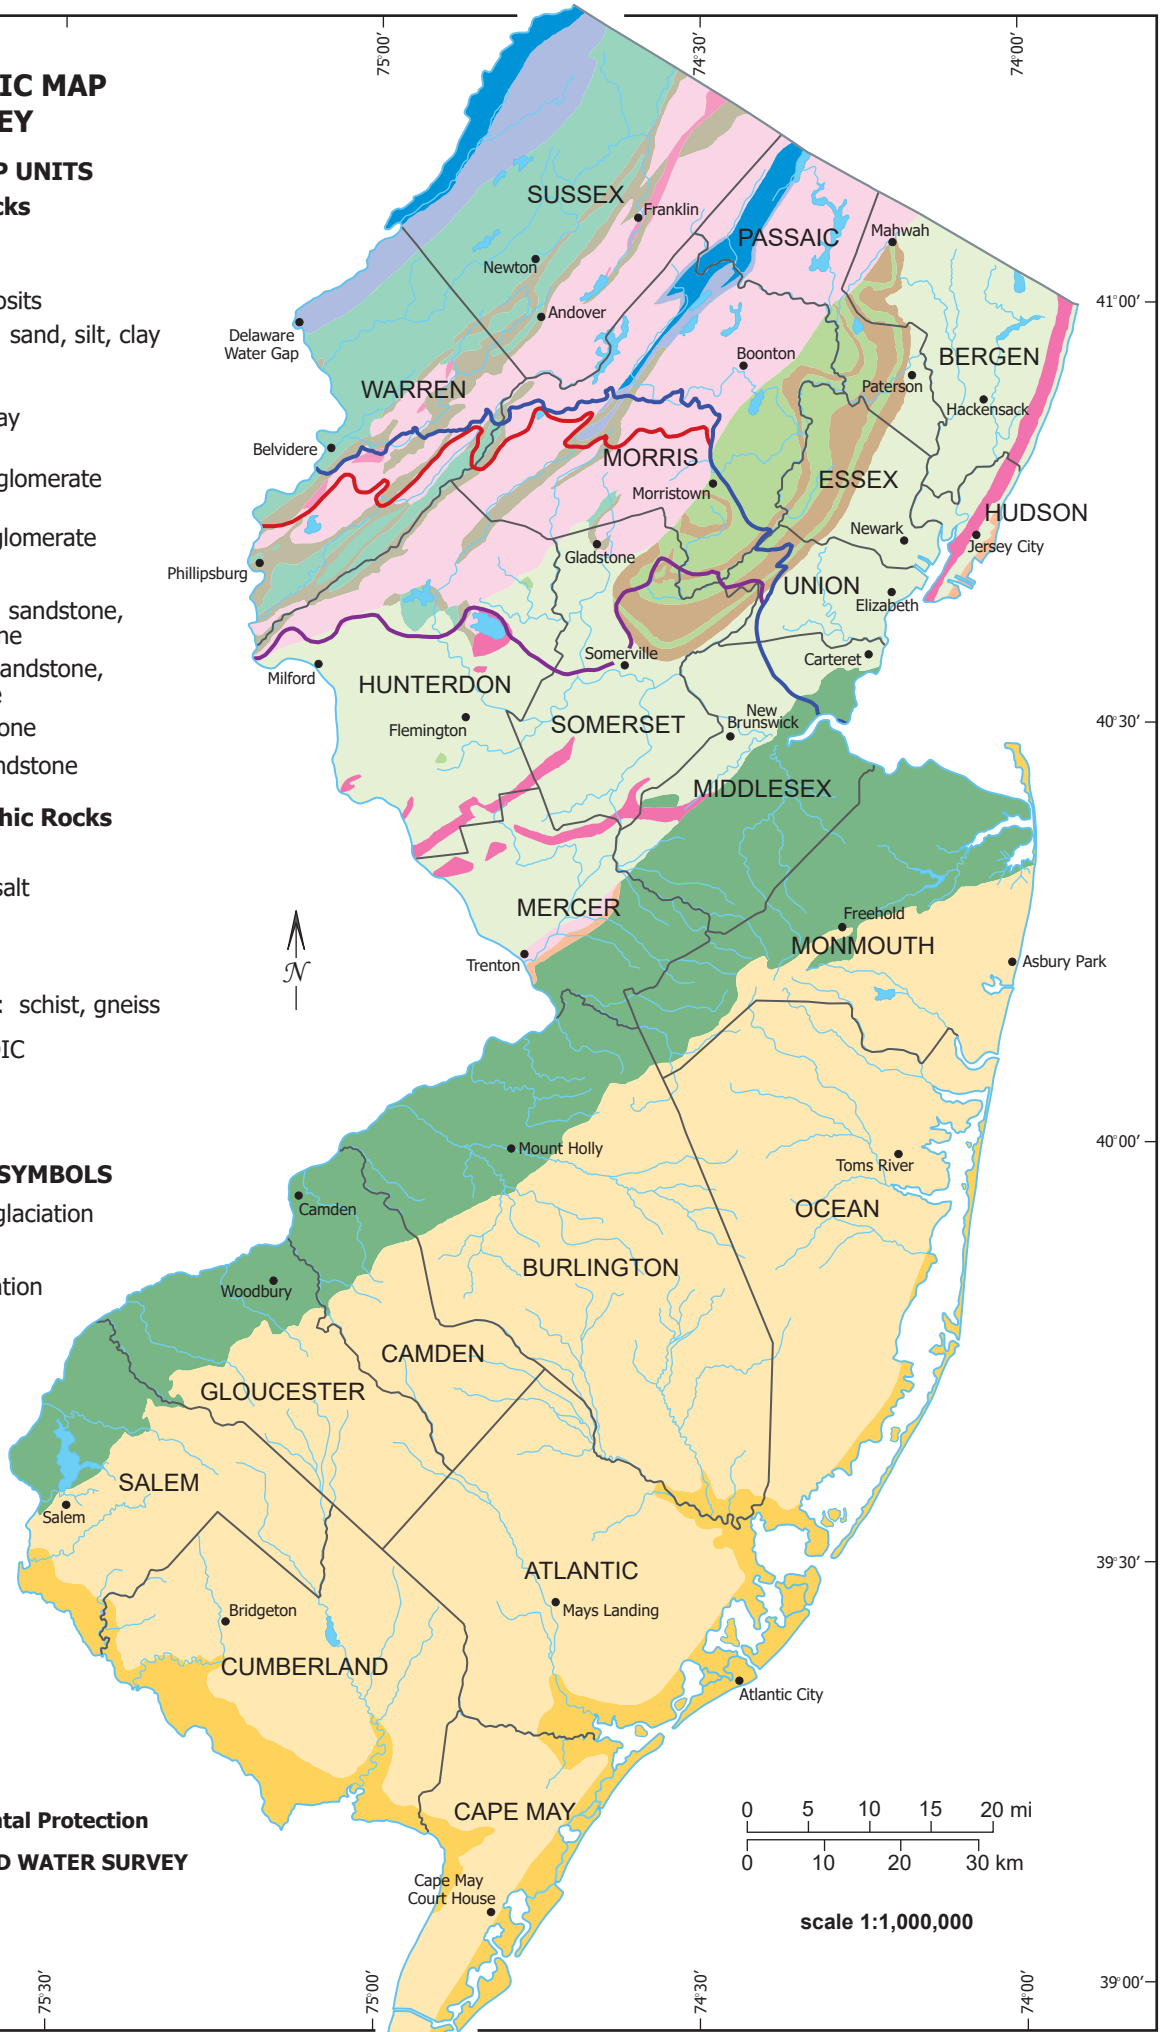 75°00'
74°30'
74°00'
IC MAP
EY
P UNITS
cks
osits
sand, silt, clay
ay
glomerate
glomerate
sandstone,
ne
andstone,
e
one
ndstone
hic Rocks
salt
: schist, gneiss
IC
SYMBOLS
glaciation
ation
ntal Protection
D WATER SURVEY
SUSSEX
Franklin
PASSAIC
Mahwah
Newton
41°00'
Andover
Delaware
Water Gap
Boonton
BERGEN
WARREN
Paterson
Hackensack
Belvidere
MORRIS
ESSEX
Morristown
HUDSON
Newark
Jersey City
Gladstone
Phillipsburg
UNION
Elizabeth
Somerville
Carteret
Milford
HUNTERDON
New
Brunswick
SOMERSET
40°30'
Flemington
MIDDLESEX
MERCER
Freehold
MONMOUTH
Trenton
Asbury Park
N
Mount Holly
40°00'
Toms River
Camden
OCEAN
BURLINGTON
Woodbury
CAMDEN
GLOUCESTER
SALEM
Salem
39°30'
ATLANTIC
Bridgeton
Mays Landing
CUMBERLAND
Atlantic City
CAPE MAY
0 5 10 15 20 mi
0 10 20 30 km
Cape May
Court House
scale 1:1,000,000
39°00'
75°30'
75°00'
74°30'
74°00'